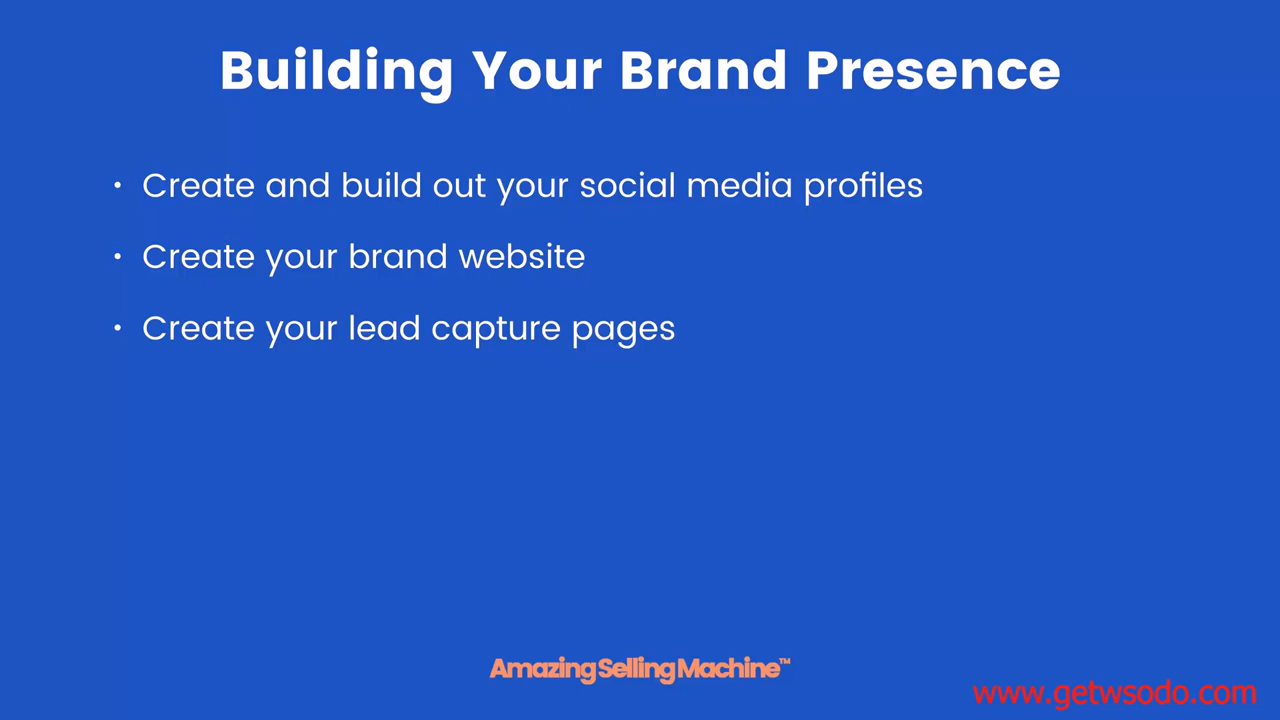 Building Your Brand Presence
• Create and build out your social media profiles
• Create your brand website
• Create your lead capture pages
AmazingSellingMachine™
www.getwsodo.com